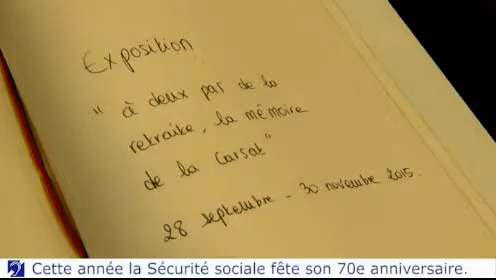 Exposition
" à deux pas de la
retraite, la mémoire
de la Carsat"
28 septembre - 30 novembre 2015.
Cette année la Sécurité sociale fête son 70e anniversaire.